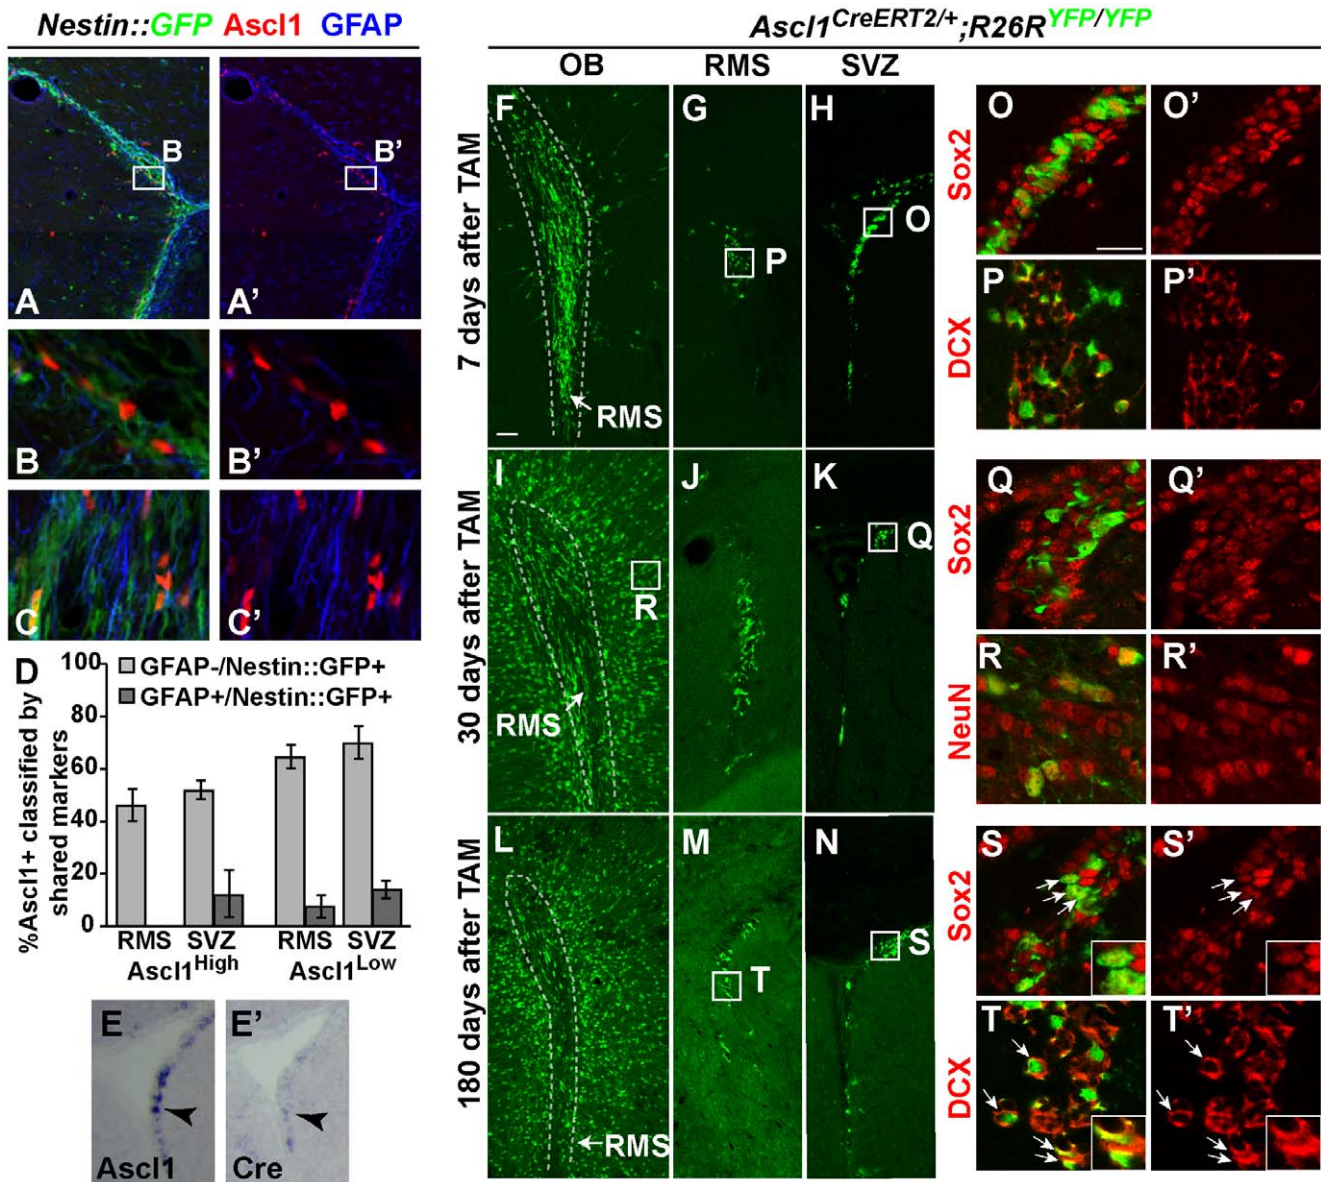 Nestin::GFP Ascl1 GFAP
A
B
A'
B'
B
B'
C
C'
D
%Ascl1+ classified by
shared markers
100
80
60
40
20
0
GFAP-/Nestin::GFP+
GFAP+/Nestin::GFP+
RMS SVZ RMS SVZ
Ascl1High Ascl1Low
E
Ascl1
E'
Cre
Ascl1CreERT2/+;R26RYFP/YFP
OB RMS SVZ
7 days after TAM
F
RMS
G
P
H
O
30 days after TAM
I
R
RMS
J
K
Q
180 days after TAM
L
RMS
M
T
N
S
Sox2
O
O'
DCX
P
P'
Sox2
Q
Q'
NeuN
R
R'
Sox2
S
S'
DCX
T
T'